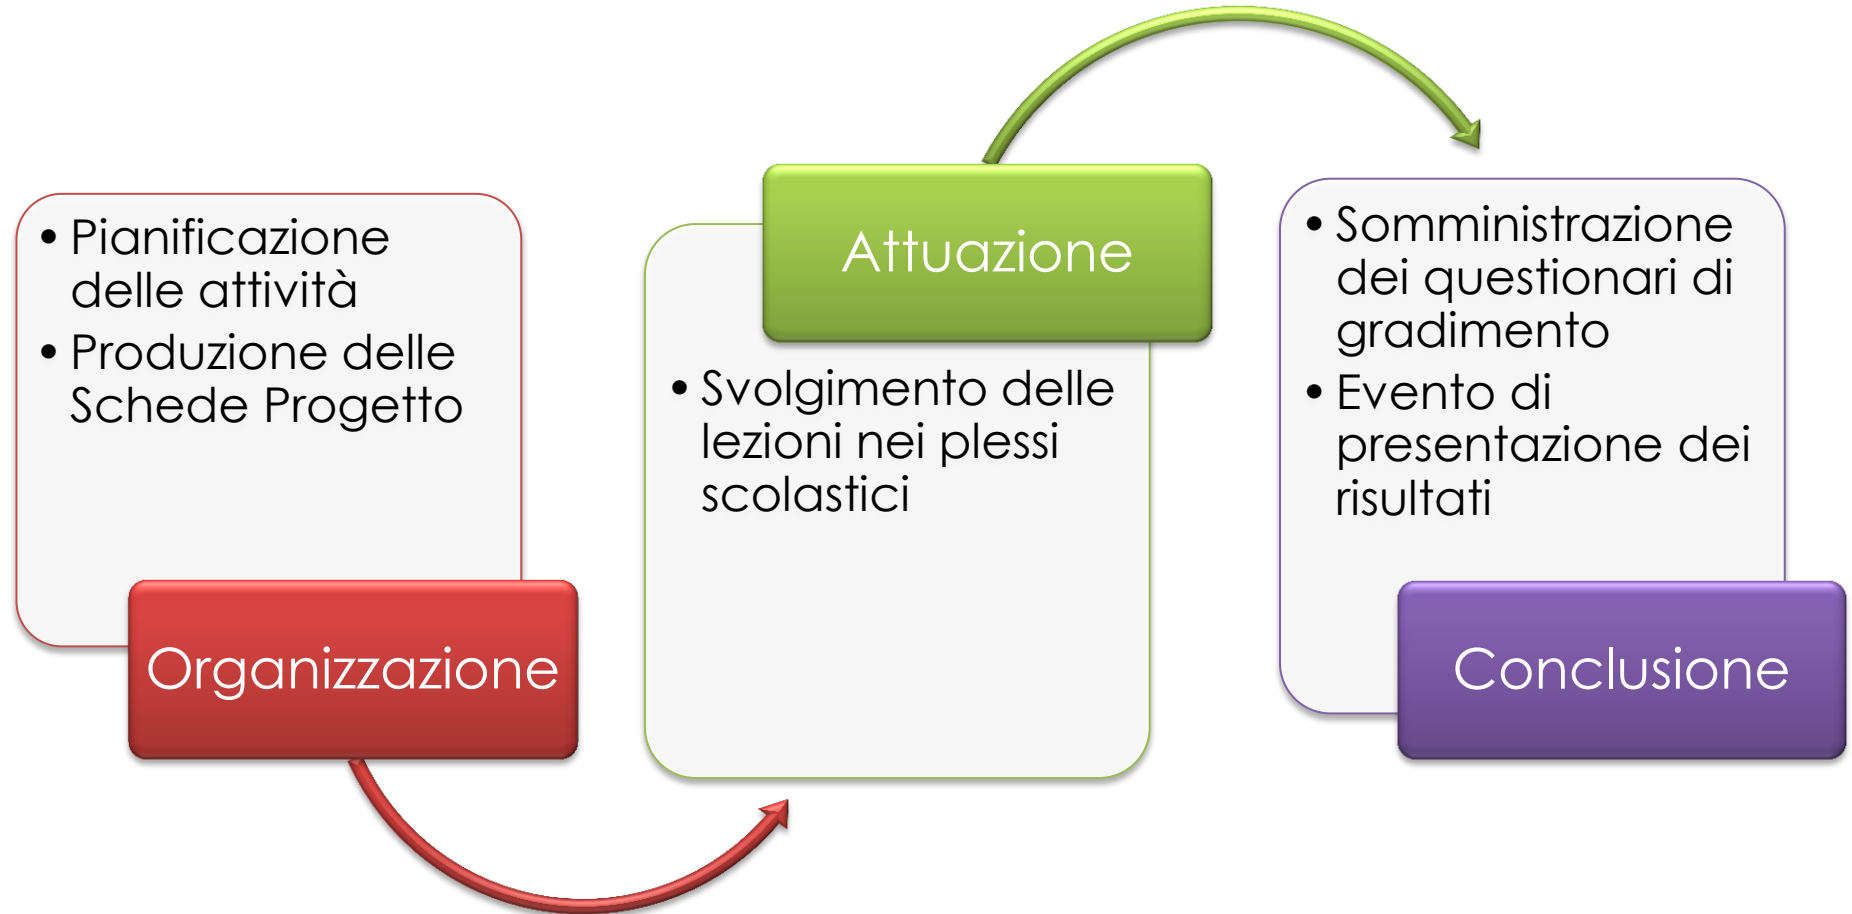 • Pianificazione
delle attività
• Produzione delle
Schede Progetto
Organizzazione
Attuazione
• Svolgimento delle
lezioni nei plessi
scolastici
• Somministrazione
dei questionari di
gradimento
• Evento di
presentazione dei
risultati
Conclusione